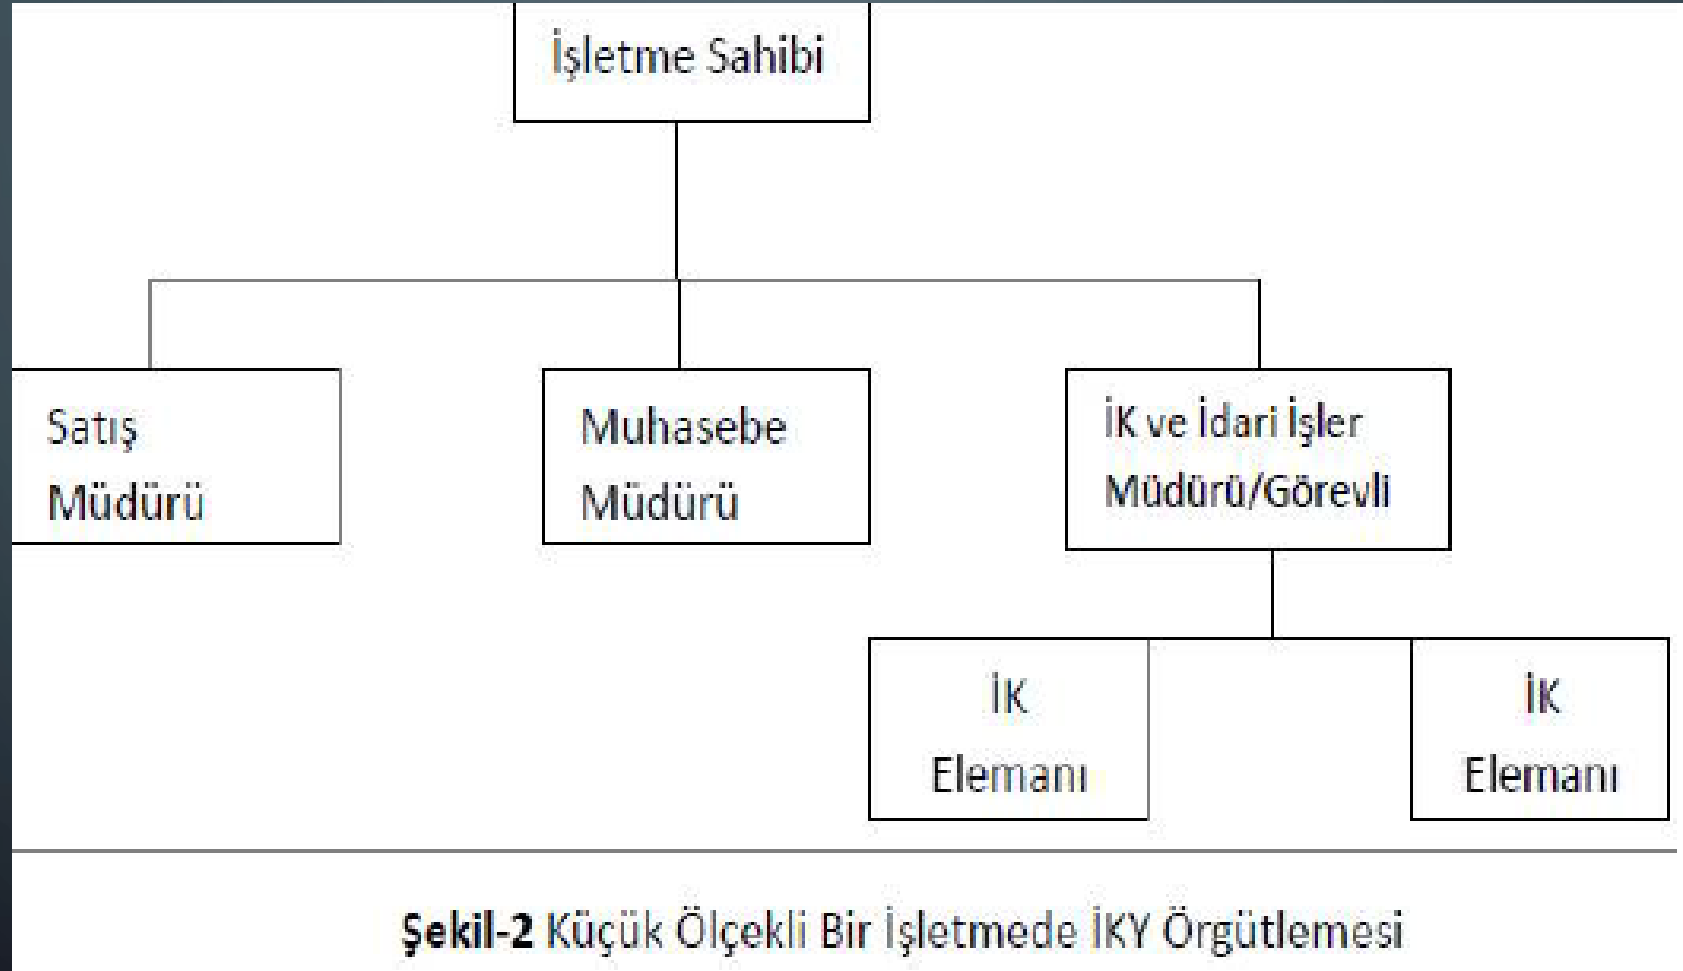 İşletme Sahibi
Satış
Müdürü
Muhasebe
Müdürü
İK ve İdari İşler
Müdürü/Görevli
İK
Elemanı
İK
Elemanı
Şekil-2 Küçük Ölçekli Bir İşletmede İKY Örgütlemesi